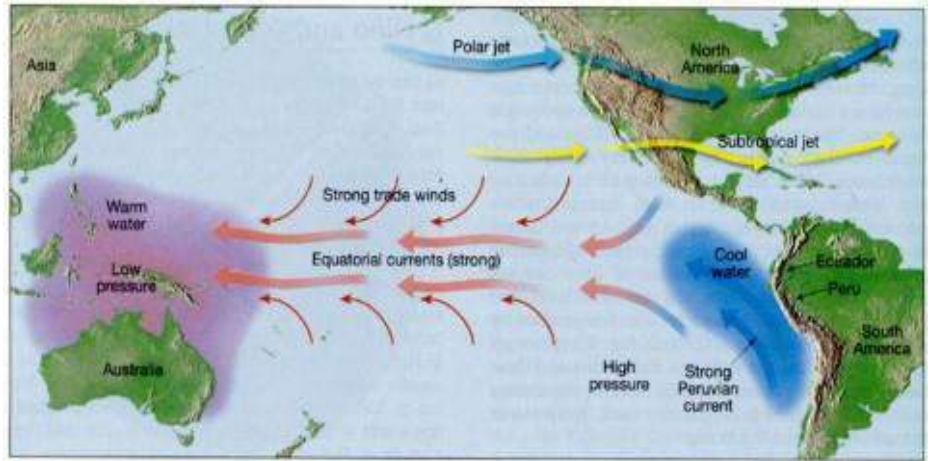 Asia
Polar jet
North
America
Subtropical jet
Strong trade winds
Warm
water
Equatorial currents (strong)
Low
pressure
Cool
water
Ecuador
Peru
South
America
Australia
High
pressure
Strong
Peruvian
current